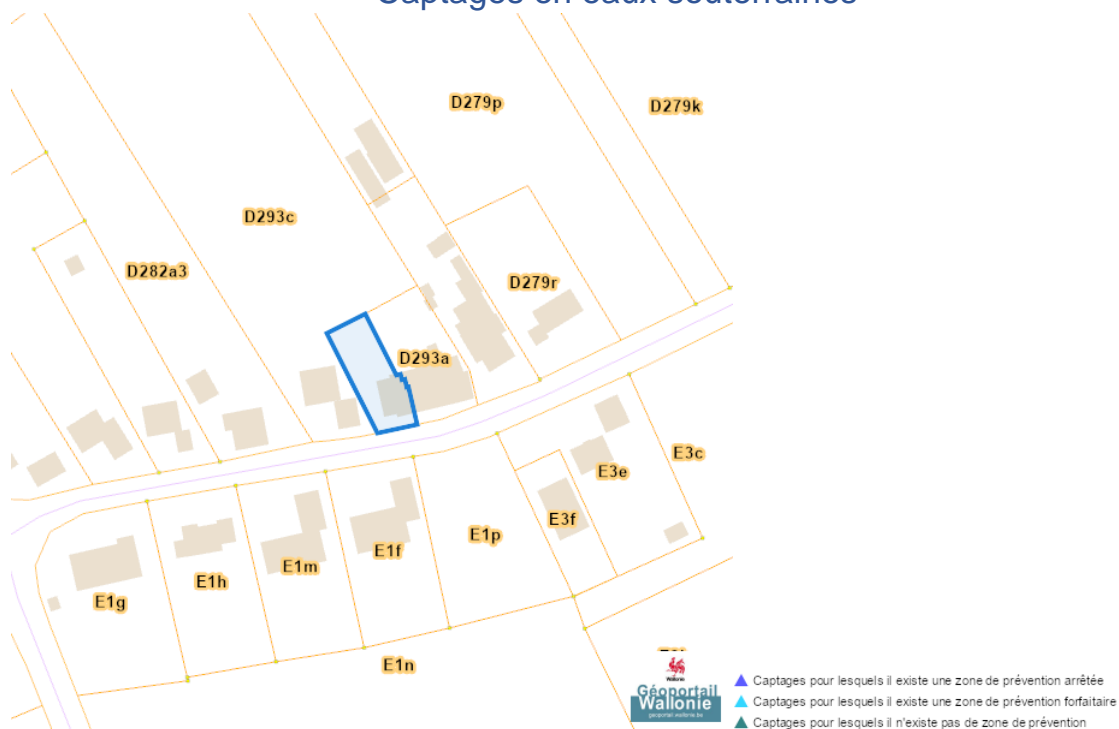 Captages en eaux souterraines
D279p
D279k
D293c
D282a3
D279r
D293a
E3c
E3e
E3f
E1p
E1f
E1m
E1h
E1g
E1n
Wallonie
Géoportail
Wallonie
geoportail.wallonie.be
Captages pour lesquels il existe une zone de prévention arrêtée
Captages pour lesquels il existe une zone de prévention forfaitaire
Captages pour lesquels il n'existe pas de zone de prévention